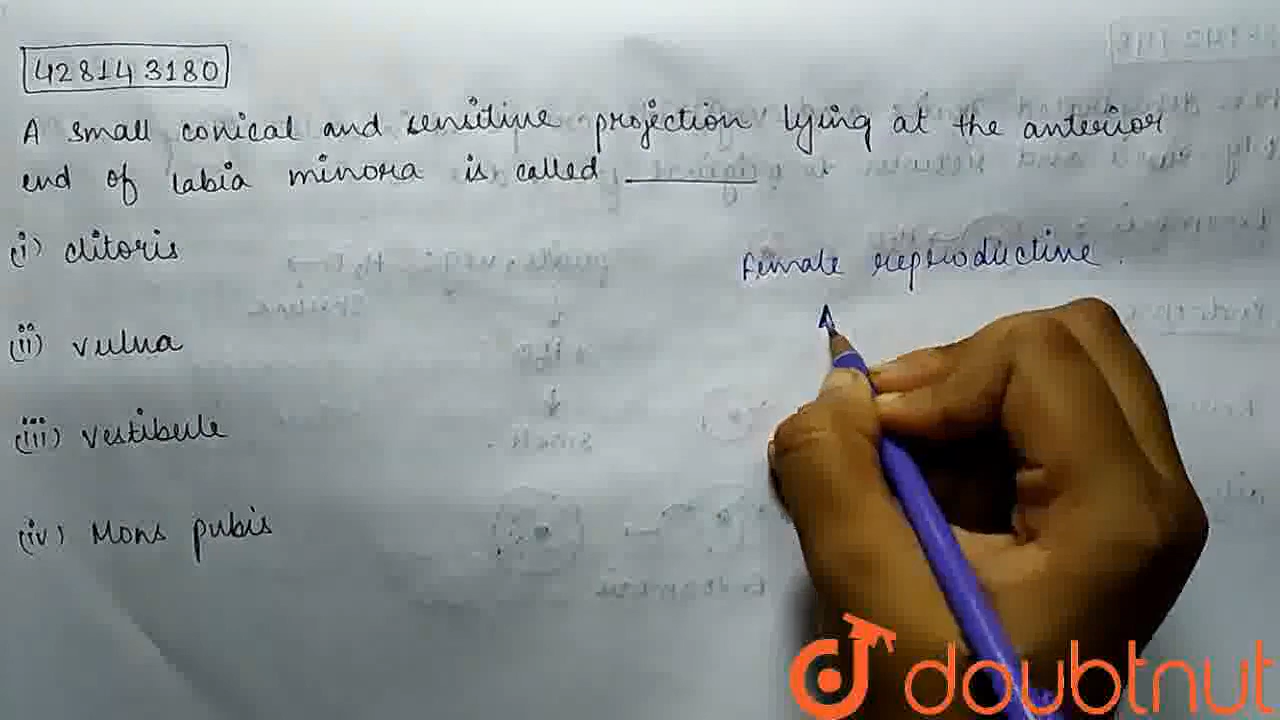 428143180
A small conical and sensitive projection lying at the anterior
end of labia minora is called ______
(i) clitoris
Female reproductive.
(ii) vulva
(iii) vestibule
(iv) Mons pubis
doubtnut